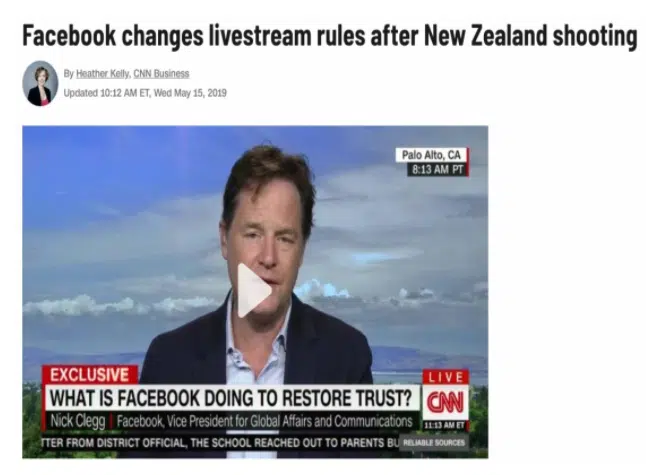 Facebook changes livestream rules after New Zealand shooting
By Heather Kelly, CNN Business
Updated 10:12 AM ET, Wed May 15, 2019
Palo Alto, CA
8:13 AM PT
EXCLUSIVE
LIVE
WHAT IS FACEBOOK DOING TO RESTORE TRUST?
CNN
Nick Clegg | Facebook, Vice President for Global Affairs and Communications
11:13 AM ET
TTER FROM DISTRICT OFFICIAL, THE SCHOOL REACHED OUT TO PARENTS BU
RELIABLE SOURCES